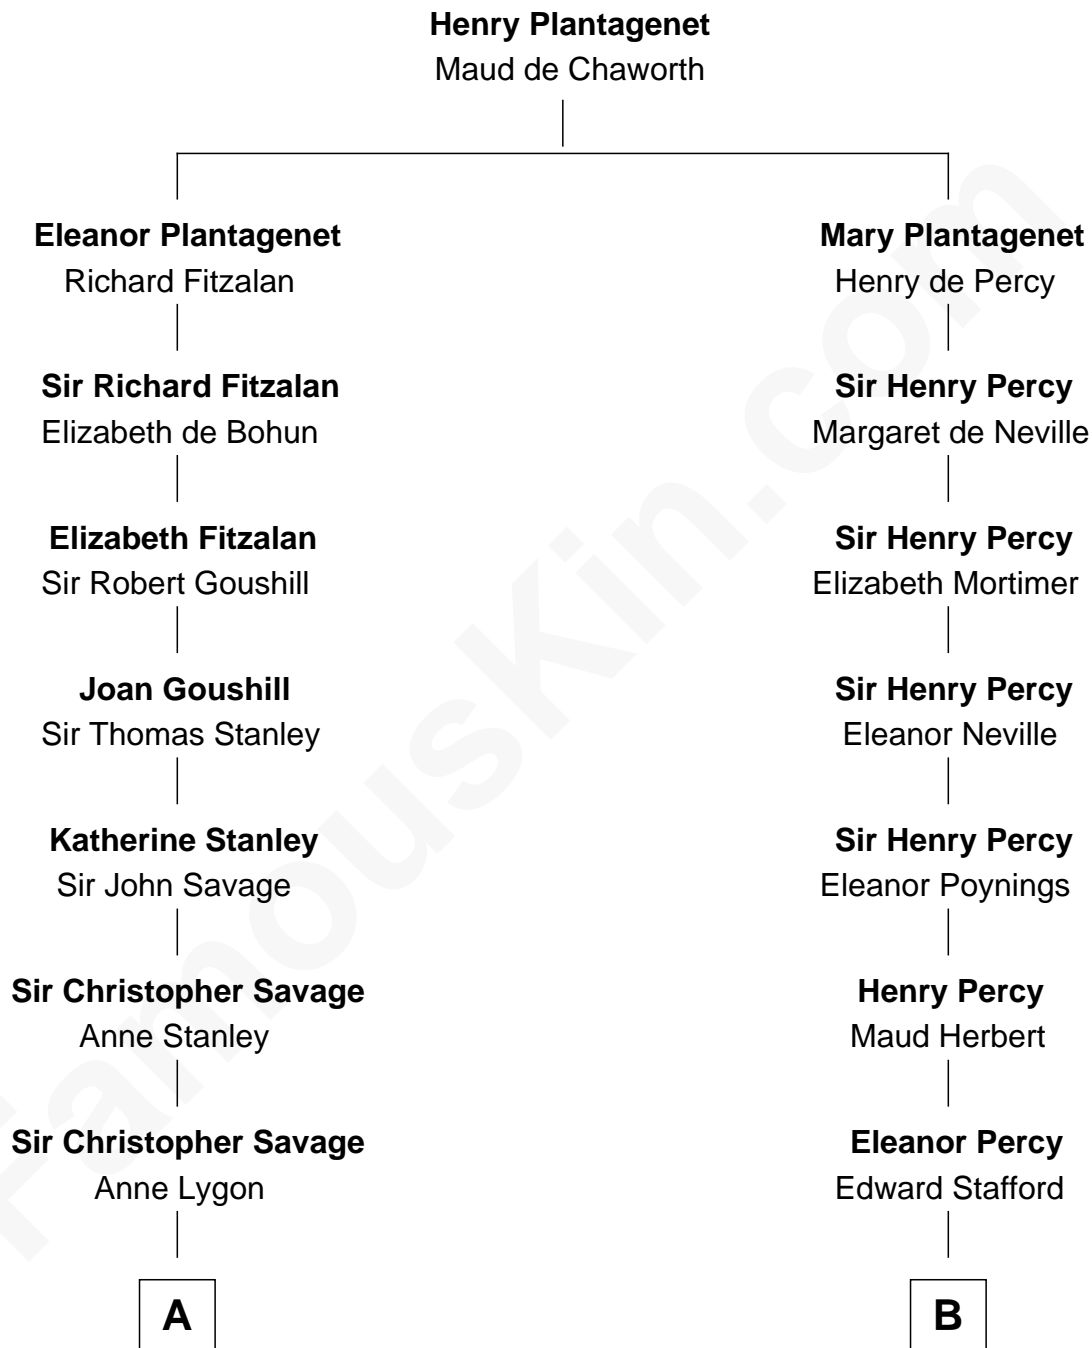 Henry Plantagenet
Maud de Chaworth
Eleanor Plantagenet
Richard Fitzalan
Mary Plantagenet
Henry de Percy
Sir Richard Fitzalan
Elizabeth de Bohun
Sir Henry Percy
Margaret de Neville
Elizabeth Fitzalan
Sir Robert Goushill
Sir Henry Percy
Elizabeth Mortimer
Joan Goushill
Sir Thomas Stanley
Sir Henry Percy
Eleanor Neville
Katherine Stanley
Sir John Savage
Sir Henry Percy
Eleanor Poynings
Sir Christopher Savage
Anne Stanley
Henry Percy
Maud Herbert
Sir Christopher Savage
Anne Lygon
Eleanor Percy
Edward Stafford
A
B
FamousKin.com